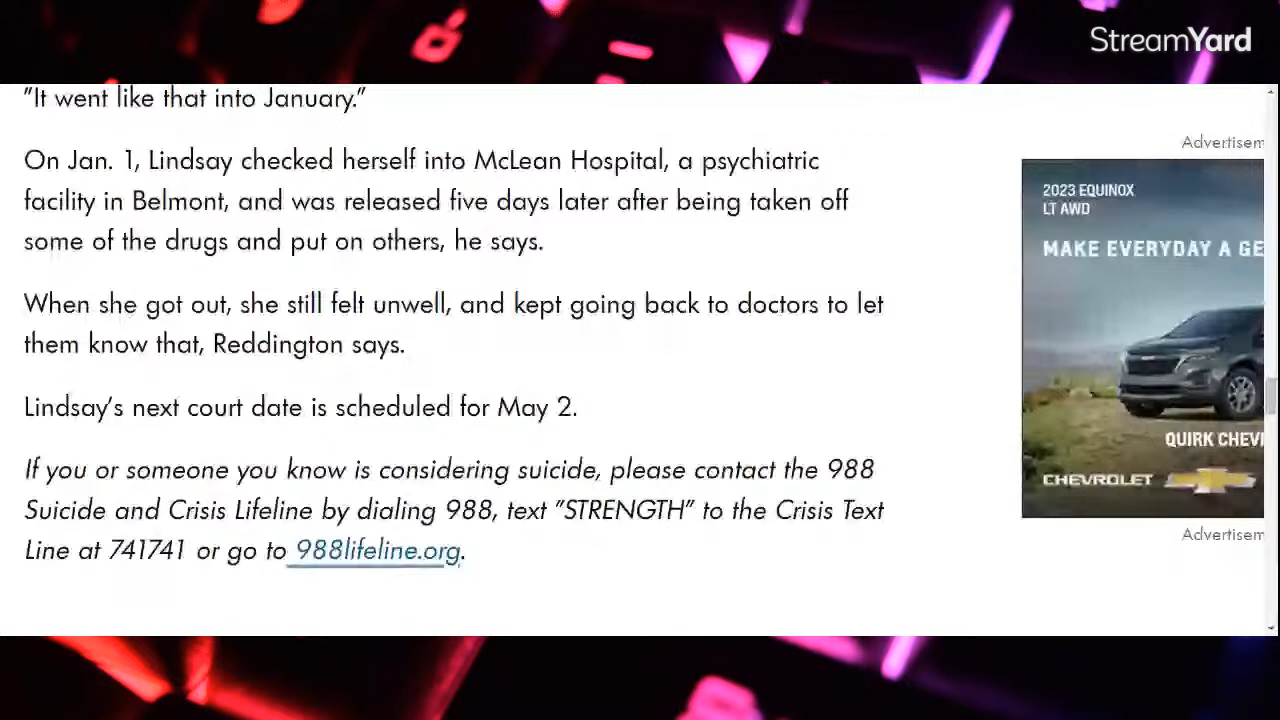 StreamYard
"It went like that into January."
On Jan. 1, Lindsay checked herself into McLean Hospital, a psychiatric
facility in Belmont, and was released five days later after being taken off
some of the drugs and put on others, he says.
When she got out, she still felt unwell, and kept going back to doctors to let
them know that, Reddington says.
Lindsay's next court date is scheduled for May 2.
If you or someone you know is considering suicide, please contact the 988
Suicide and Crisis Lifeline by dialing 988, text "STRENGTH" to the Crisis Text
Line at 741741 or go to 988lifeline.org.
Advertisem
2023 EQUINOX
LT AWD
MAKE EVERYDAY A GE
QUIRK CHEV
CHEVROLET
Advertisem